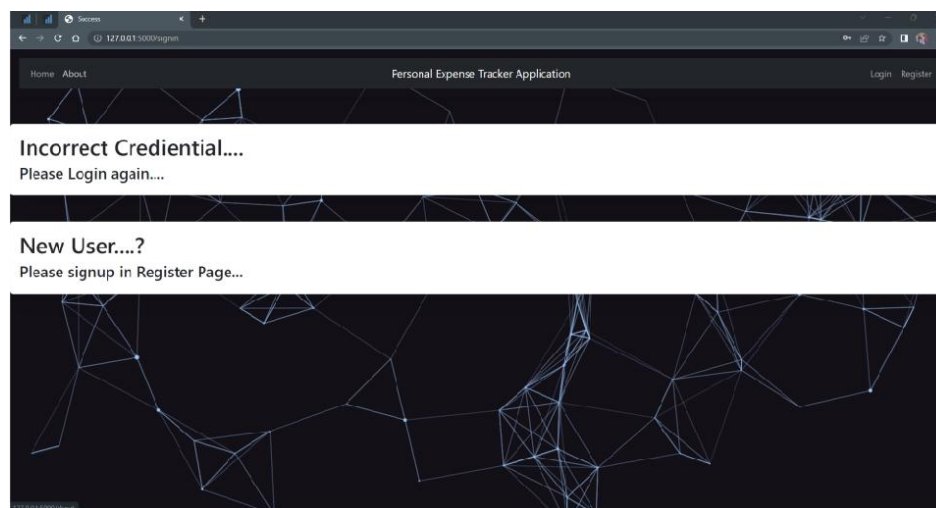 Success
127.0.0.1:5000/signin
Home About
Personal Expense Tracker Application
Login Register
Incorrect Crediential....
Please Login again....
New User....?
Please signup in Register Page...